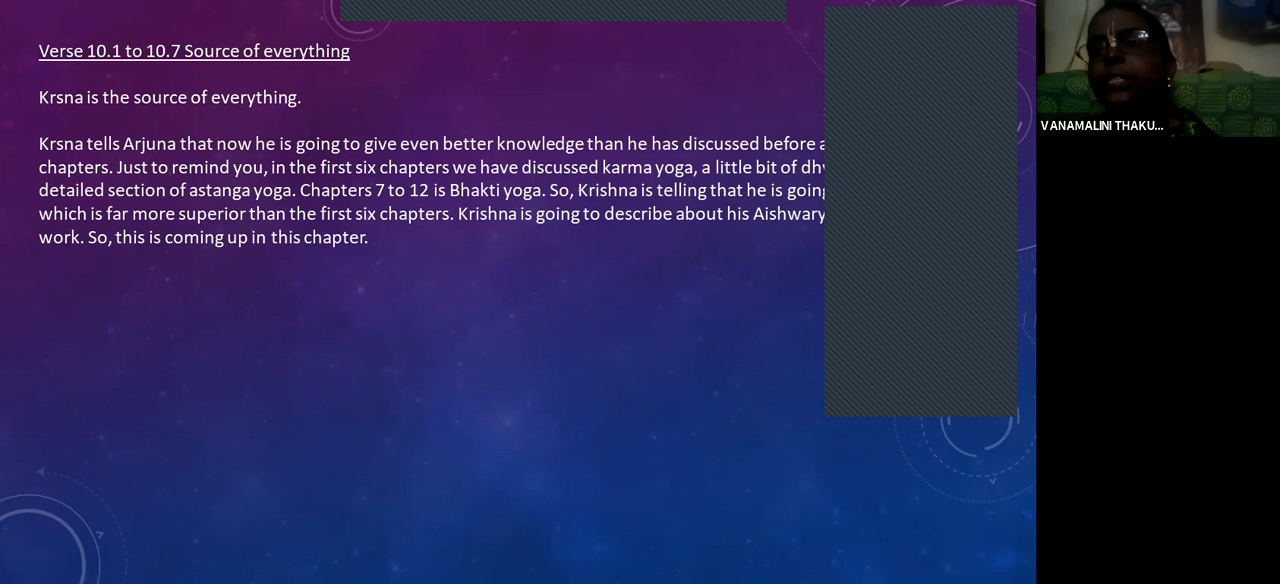 Verse 10.1 to 10.7 Source of everything
Krsna is the source of everything.
Krsna tells Arjuna that now he is going to give even better knowledge than he has discussed before
chapters. Just to remind you, in the first six chapters we have discussed karma yoga, a little bit of
detailed section of astanga yoga. Chapters 7 to 12 is Bhakti yoga. So, Krishna is telling that he is
which is far more superior than the first six chapters. Krishna is going to describe about his
work. So, this is coming up in this chapter.
VANAMALINI THAKU...